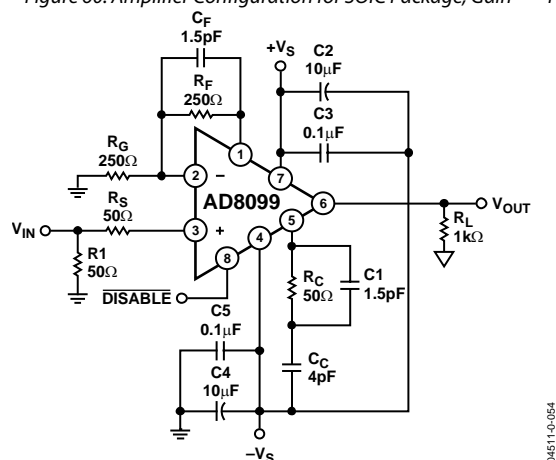 Figure 60. Amplifier Configuration for SOIC Package, Gain
CF
1.5pF
RF
250Ω
RG
250Ω
RS
50Ω
VIN
R1
50Ω
DISABLE
+VS
C2
10µF
C3
0.1µF
1
2
–
3
+
AD8099
7
6
5
4
8
VOUT
RL
1kΩ
RC
50Ω
C1
1.5pF
CC
4pF
C5
0.1µF
C4
10µF
–VS
04511-0-054